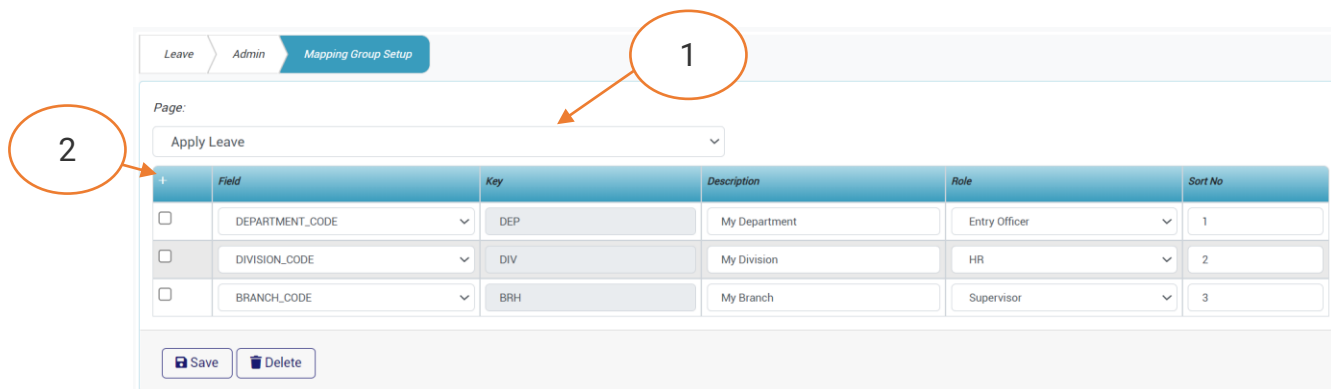 1
Leave Admin Mapping Group Setup
Page:
2
Apply Leave
+ Field Key Description Role Sort No
DEPARTMENT_CODE DEP My Department Entry Officer 1
DIVISION_CODE DIV My Division HR 2
BRANCH_CODE BRH My Branch Supervisor 3
Save Delete